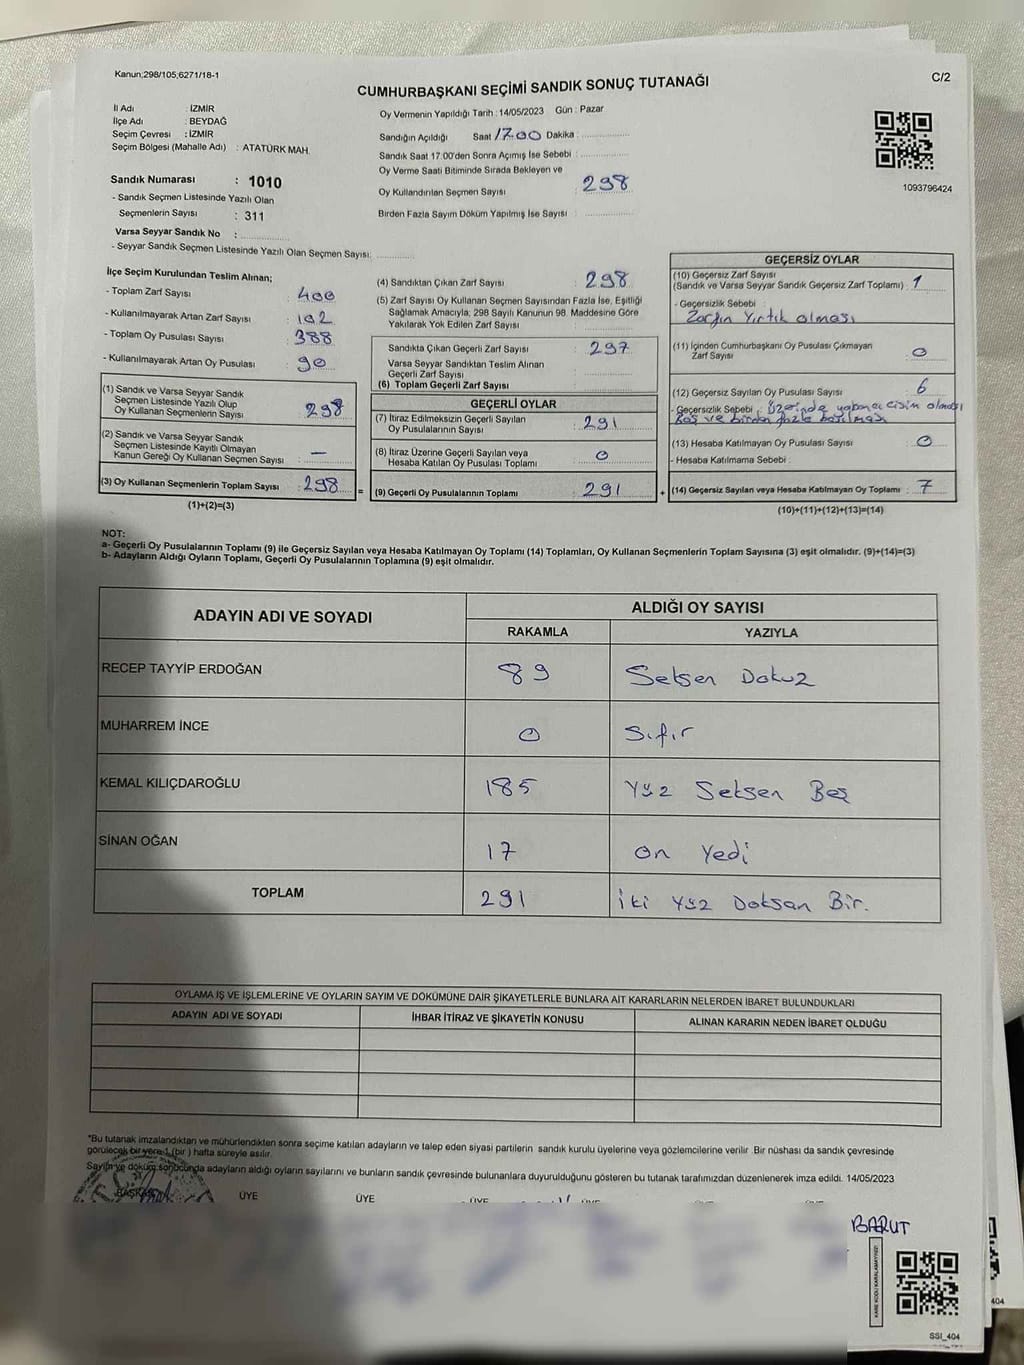 Kanun;298/105,6271/18-1
C/2
CUMHURBAŞKANI SEÇİMİ SANDIK SONUÇ TUTANAĞI
İl Adı : İZMİR
İlçe Adı : BEYDAĞ
Seçim Çevresi : İZMİR
Seçim Bölgesi (Mahalle Adı) : ATATÜRK MAH.
Sandık Numarası : 1010
- Sandık Seçmen Listesinde Yazılı Olan
Seçmenlerin Sayısı : 311
Varsa Seyyar Sandık No :
- Seyyar Sandık Seçmen Listesinde Yazılı Olan Seçmen Sayısı:
Oy Vermenin Yapıldığı Tarih : 14/05/2023 Gün : Pazar
Sandığın Açıldığı Saat 17.00 Dakika :
Sandık Saat 17:00'den Sonra Açımış İse Sebebi :
Oy Verme Saati Bitiminde Sırada Bekleyen ve
Oy Kullandırılan Seçmen Sayısı : 298
Birden Fazla Sayım Döküm Yapılmış İse Sayısı :
1093796424
İlçe Seçim Kurulundan Teslim Alınan;
- Toplam Zarf Sayısı : 400
- Kullanılmayarak Artan Zarf Sayısı : 102
- Toplam Oy Pusulası Sayısı : 388
- Kullanılmayarak Artan Oy Pusulası : 90
(1) Sandık ve Varsa Seyyar Sandık
Seçmen Listesinde Yazılı Olup
Oy Kullanan Seçmenlerin Sayısı : 298
(2) Sandık ve Varsa Seyyar Sandık
Seçmen Listesinde Kayıtlı Olmayan
Kanun Gereği Oy Kullanan Seçmen Sayısı : —
(3) Oy Kullanan Seçmenlerin Toplam Sayısı : 298
(1)+(2)=(3)
(4) Sandıktan Çıkan Zarf Sayısı : 298
(5) Zarf Sayısı Oy Kullanan Seçmen Sayısından Fazla İse, Eşitliği
Sağlamak Amacıyla; 298 Sayılı Kanunun 98. Maddesine Göre
Yakılarak Yok Edilen Zarf Sayısı :
Sandıkta Çıkan Geçerli Zarf Sayısı : 297
Varsa Seyyar Sandıktan Teslim Alınan
Geçerli Zarf Sayısı :
(6) Toplam Geçerli Zarf Sayısı :
GEÇERLİ OYLAR
(7) İtiraz Edilmeksizin Geçerli Sayılan
Oy Pusulalarının Sayısı : 291
(8) İtiraz Üzerine Geçerli Sayılan veya
Hesaba Katılan Oy Pusulası Toplamı : 0
= (9) Geçerli Oy Pusulalarının Toplamı : 291 +
GEÇERSİZ OYLAR
(10) Geçersiz Zarf Sayısı
(Sandık ve Varsa Seyyar Sandık Geçersiz Zarf Toplamı) : 1
- Geçersizlik Sebebi :
Zarfın Yırtık olması
(11) İçinden Cumhurbaşkanı Oy Pusulası Çıkmayan
Zarf Sayısı : 0
(12) Geçersiz Sayılan Oy Pusulası Sayısı : 6
- Geçersizlik Sebebi : Üzerinde yabancı cisim olması
Boş ve birden fazla basılması
(13) Hesaba Katılmayan Oy Pusulası Sayısı : 0
- Hesaba Katılmama Sebebi :
(14) Geçersiz Sayılan veya Hesaba Katılmayan Oy Toplamı : 7
(10)+(11)+(12)+(13)=(14)
NOT:
a- Geçerli Oy Pusulalarının Toplamı (9) ile Geçersiz Sayılan veya Hesaba Katılmayan Oy Toplamı (14) Toplamları, Oy Kullanan Seçmenlerin Toplam Sayısına (3) eşit olmalıdır. (9)+(14)=(3)
b- Adayların Aldığı Oyların Toplamı, Geçerli Oy Pusulalarının Toplamına (9) eşit olmalıdır.
ADAYIN ADI VE SOYADI
ALDIĞI OY SAYISI
RAKAMLA YAZIYLA
RECEP TAYYİP ERDOĞAN 89 Seksen Dokuz
MUHARREM İNCE 0 Sıfır
KEMAL KILIÇDAROĞLU 185 Yüz Seksen Beş
SİNAN OĞAN 17 On Yedi
TOPLAM 291 İki Yüz Doksan Bir.
OYLAMA İŞ VE İŞLEMLERİNE VE OYLARIN SAYIM VE DÖKÜMÜNE DAİR ŞİKAYETLERLE BUNLARA AİT KARARLARIN NELERDEN İBARET BULUNDUKLARI
ADAYIN ADI VE SOYADI İHBAR İTİRAZ VE ŞİKAYETİN KONUSU ALINAN KARARIN NEDEN İBARET OLDUĞU
*Bu tutanak imzalandıktan ve mühürlendikten sonra seçime katılan adayların ve talep eden siyasi partilerin sandık kurulu üyelerine veya gözlemcilerine verilir Bir nüshası da sandık çevresinde
görülecek bir yere 1 (bir ) hafta süreyle asılır.
Sayım ve döküm sonucunda adayların aldığı oyların sayılarını ve bunların sandık çevresinde bulunanlara duyurulduğunu gösteren bu tutanak tarafımızdan düzenlenerek imza edildi. 14/05/2023
BAŞKAN ÜYE ÜYE ÜYE
BARUT
KARE KODU KARALAMAYINIZ!
SSI_404
404